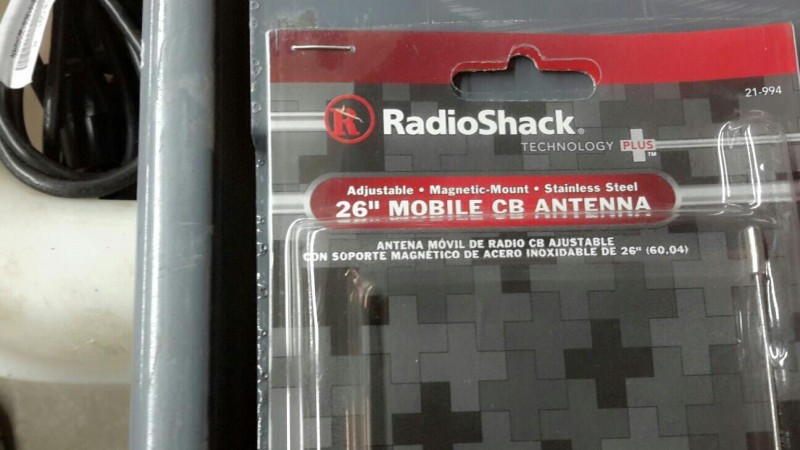 21-994
R RadioShack®
TECHNOLOGY PLUS™
Adjustable • Magnetic-Mount • Stainless Steel
26" MOBILE CB ANTENNA
ANTENA MÓVIL DE RADIO CB AJUSTABLE
CON SOPORTE MAGNÉTICO DE ACERO INOXIDABLE DE 26" (60.04)